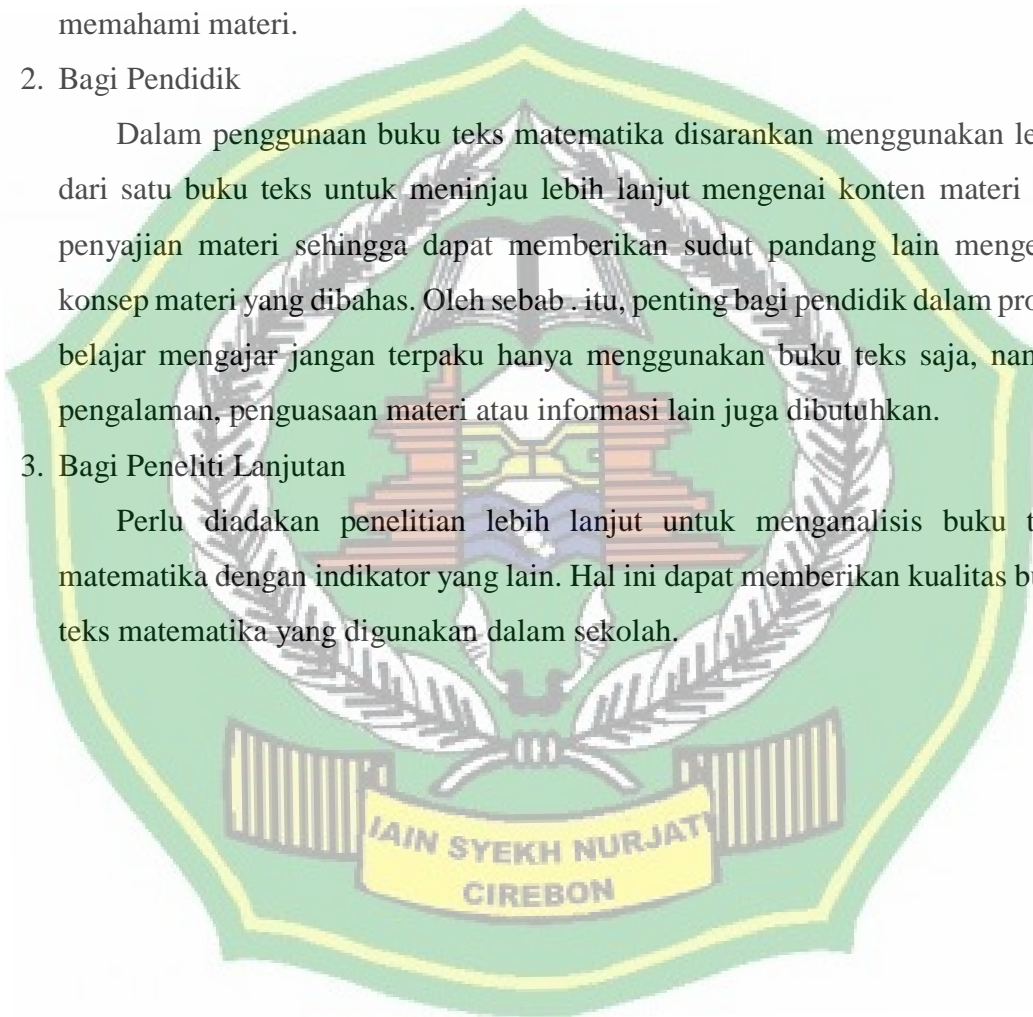 memahami materi.
2. Bagi Pendidik
Dalam penggunaan buku teks matematika disarankan menggunakan le
dari satu buku teks untuk meninjau lebih lanjut mengenai konten materi
penyajian materi sehingga dapat memberikan sudut pandang lain menge
konsep materi yang dibahas. Oleh sebab . itu, penting bagi pendidik dalam pro
belajar mengajar jangan terpaku hanya menggunakan buku teks saja, nam
pengalaman, penguasaan materi atau informasi lain juga dibutuhkan.
3. Bagi Peneliti Lanjutan
Perlu diadakan penelitian lebih lanjut untuk menganalisis buku t
matematika dengan indikator yang lain. Hal ini dapat memberikan kualitas bu
teks matematika yang digunakan dalam sekolah.
IAIN SYEKH NURJATI
CIREBON